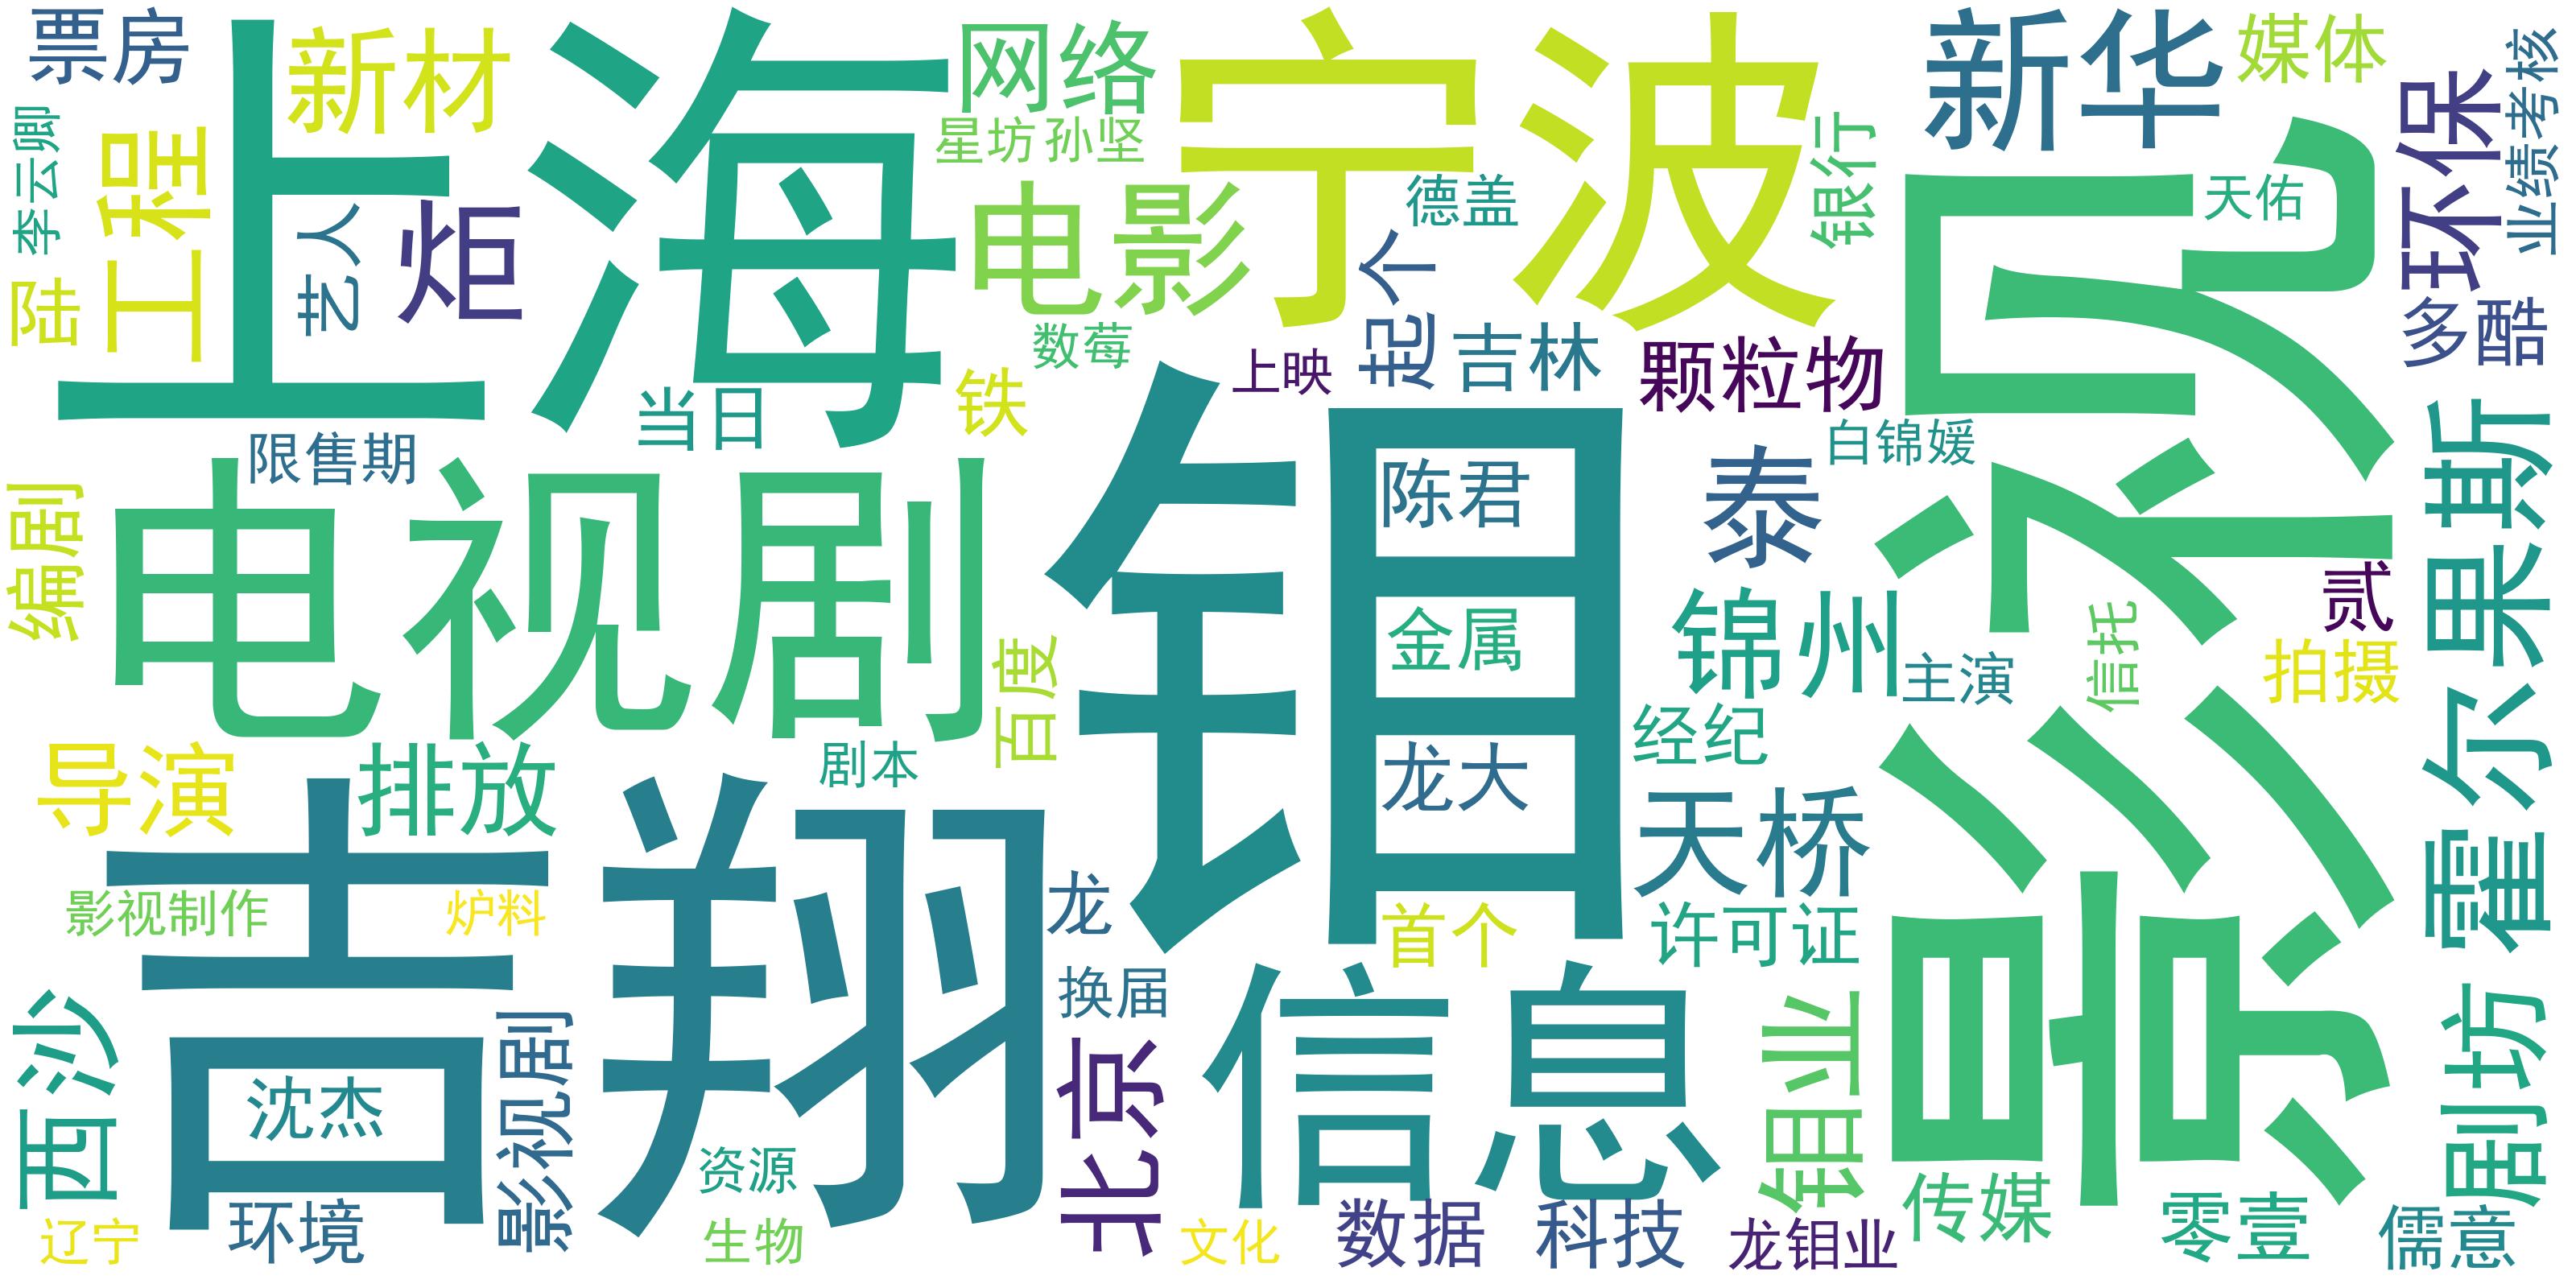 票房
新材
上海
网络
宁波
新华
媒体
业绩考核
李云卿
工程
艺人
炬
星坊
孙坚
电影
德盖
银行
影视
天佑
环保
陆
起个
数莓
上映
吉林
颗粒物
多酷
当日
铁
限售期
钼
陈君
泰
白锦媛
霍尔果斯
编剧
电视剧
百度
金属
锦州
主演
信托
贰
拍摄
导演
排放
剧本
龙大
经纪
天桥
吉翔
影视制作
炉料
龙
首个
许可证
西沙
沈杰
影视剧
换届
北京
信息
钼业
剧坊
资源
辽宁
环境
生物
文化
数据
科技
龙钼业
传媒
零壹
儒意